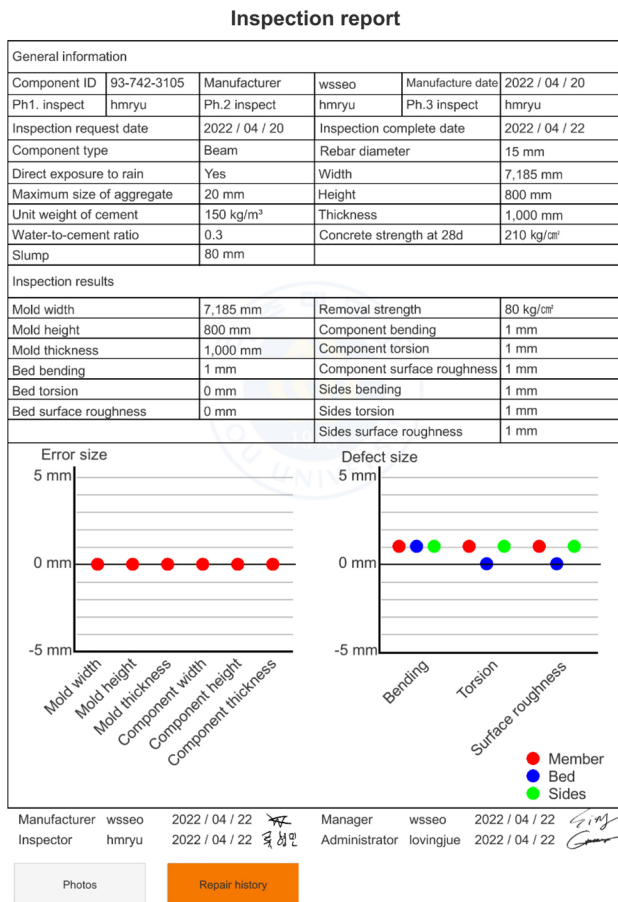 Inspection report
General information
Component ID 93-742-3105 Manufacturer wsseo Manufacture date 2022 / 04 / 20
Ph1. inspect hmryu Ph.2 inspect hmryu Ph.3 inspect hmryu
Inspection request date 2022 / 04 / 20 Inspection complete date 2022 / 04 / 22
Component type Beam Rebar diameter 15 mm
Direct exposure to rain Yes Width 7,185 mm
Maximum size of aggregate 20 mm Height 800 mm
Unit weight of cement 150 kg/m³ Thickness 1,000 mm
Water-to-cement ratio 0.3 Concrete strength at 28d 210 kg/㎠
Slump 80 mm
Inspection results
Mold width 7,185 mm Removal strength 80 kg/㎠
Mold height 800 mm Component bending 1 mm
Mold thickness 1,000 mm Component torsion 1 mm
Bed bending 1 mm Component surface roughness 1 mm
Bed torsion 0 mm Sides bending 1 mm
Bed surface roughness 0 mm Sides torsion 1 mm
Sides surface roughness 1 mm
Error size
5 mm
0 mm
-5 mm
Mold width
Mold height
Mold thickness
Component width
Component height
Component thickness
Defect size
5 mm
0 mm
-5 mm
Bending
Torsion
Surface roughness
Member
Bed
Sides
Manufacturer wsseo 2022 / 04 / 22 Manager wsseo 2022 / 04 / 22
Inspector hmryu 2022 / 04 / 22 Administrator lovingjue 2022 / 04 / 22
Photos
Repair history